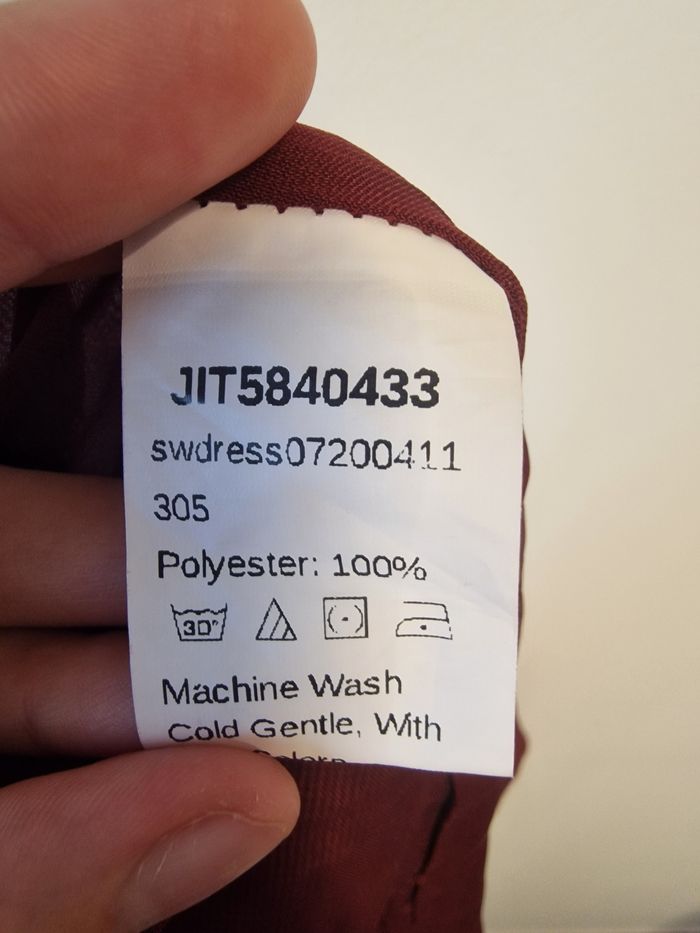 JIT5840433
swdress07200411
305
Polyester: 100%
30°
Machine Wash
Cold Gentle, With